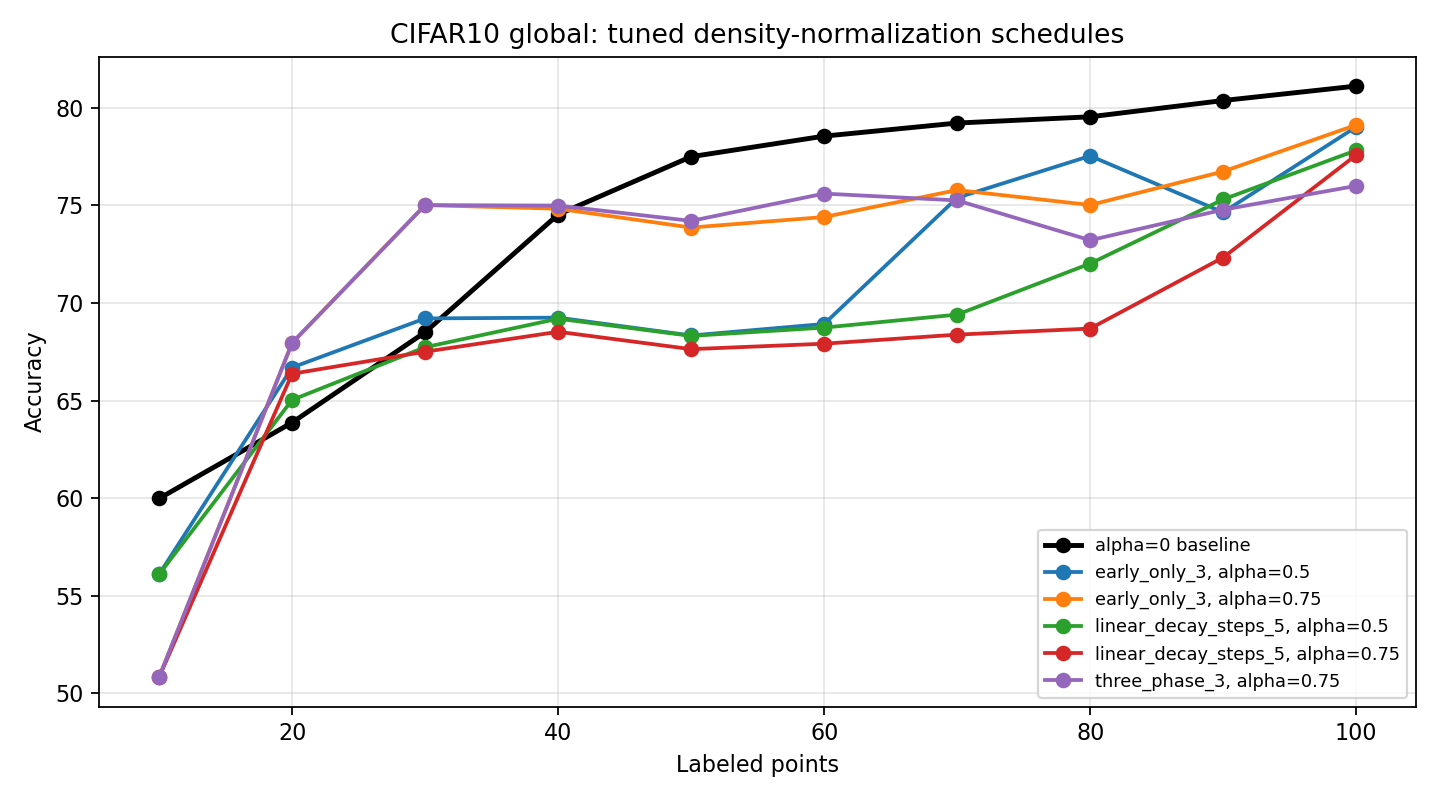 CIFAR10 global: tuned density-normalization schedules
Accuracy
80
75
70
65
60
55
50
20
40
60
80
100
Labeled points
alpha=0 baseline
early_only_3, alpha=0.5
early_only_3, alpha=0.75
linear_decay_steps_5, alpha=0.5
linear_decay_steps_5, alpha=0.75
three_phase_3, alpha=0.75